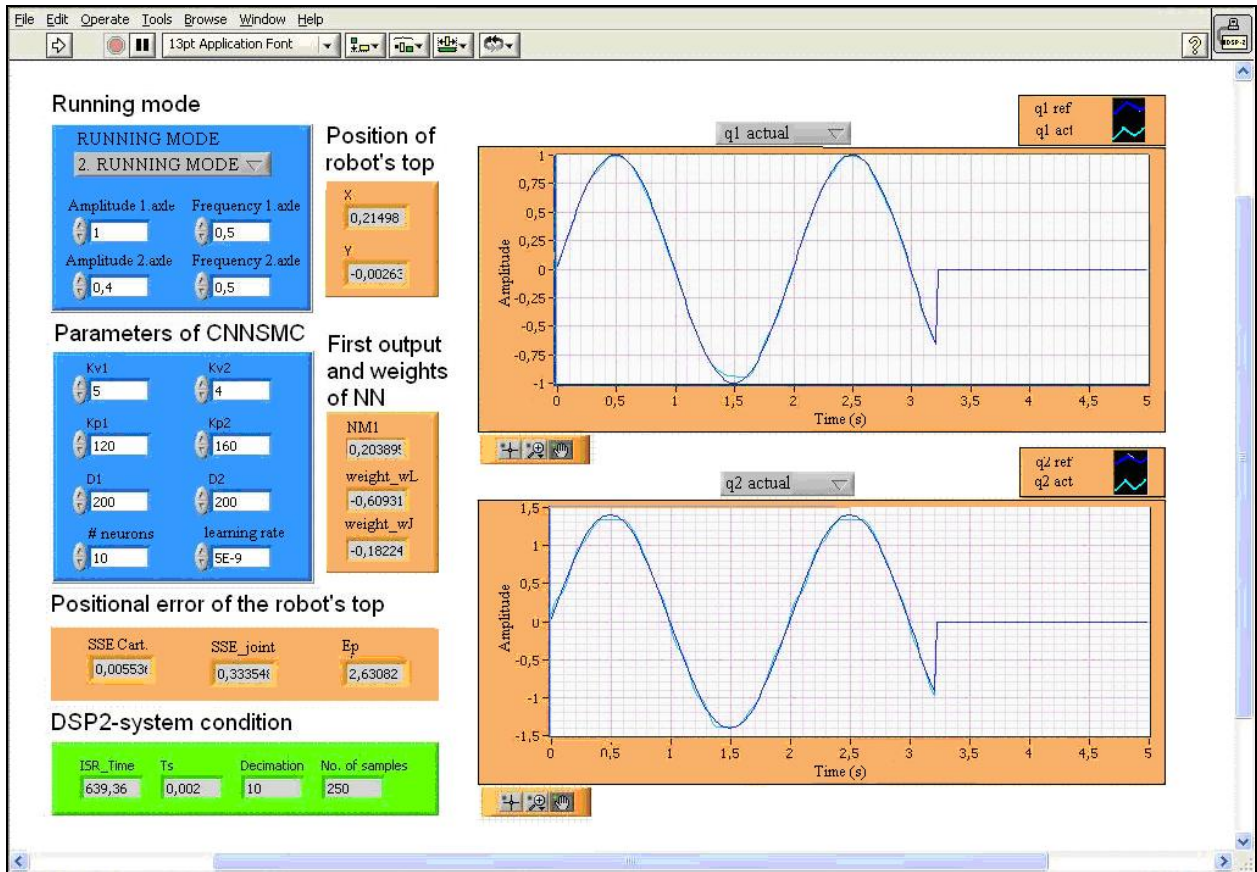 File Edit Operate Tools Browse Window Help
13pt Application Font
DSP-2
Running mode
RUNNING MODE
2. RUNNING MODE
Amplitude 1.axle Frequency 1.axle
1 0,5
Amplitude 2.axle Frequency 2.axle
0,4 0,5
Position of
robot's top
X
0,21498
Y
-0,00263
Parameters of CNNSMC
Kv1 Kv2
5 4
Kp1 Kp2
120 160
D1 D2
200 200
# neurons learning rate
10 5E-9
First output
and weights
of NN
NM1
0,203895
weight_wL
-0,60931
weight_wJ
-0,18224
Positional error of the robot's top
SSE Cart. SSE_joint Ep
0,005536 0,333548 2,63082
DSP2-system condition
ISR_Time Ts Decimation No. of samples
639,36 0,002 10 250
q1 actual
q1 ref
q1 act
Amplitude
1
0,75
0,5
0,25
0
-0,25
-0,5
-0,75
-1
0 0,5 1 1,5 2 2,5 3 3,5 4 4,5 5
Time (s)
q2 actual
q2 ref
q2 act
Amplitude
1,5
1
0,5
0
-0,5
-1
-1,5
0 0,5 1 1,5 2 2,5 3 3,5 4 4,5 5
Time (s)